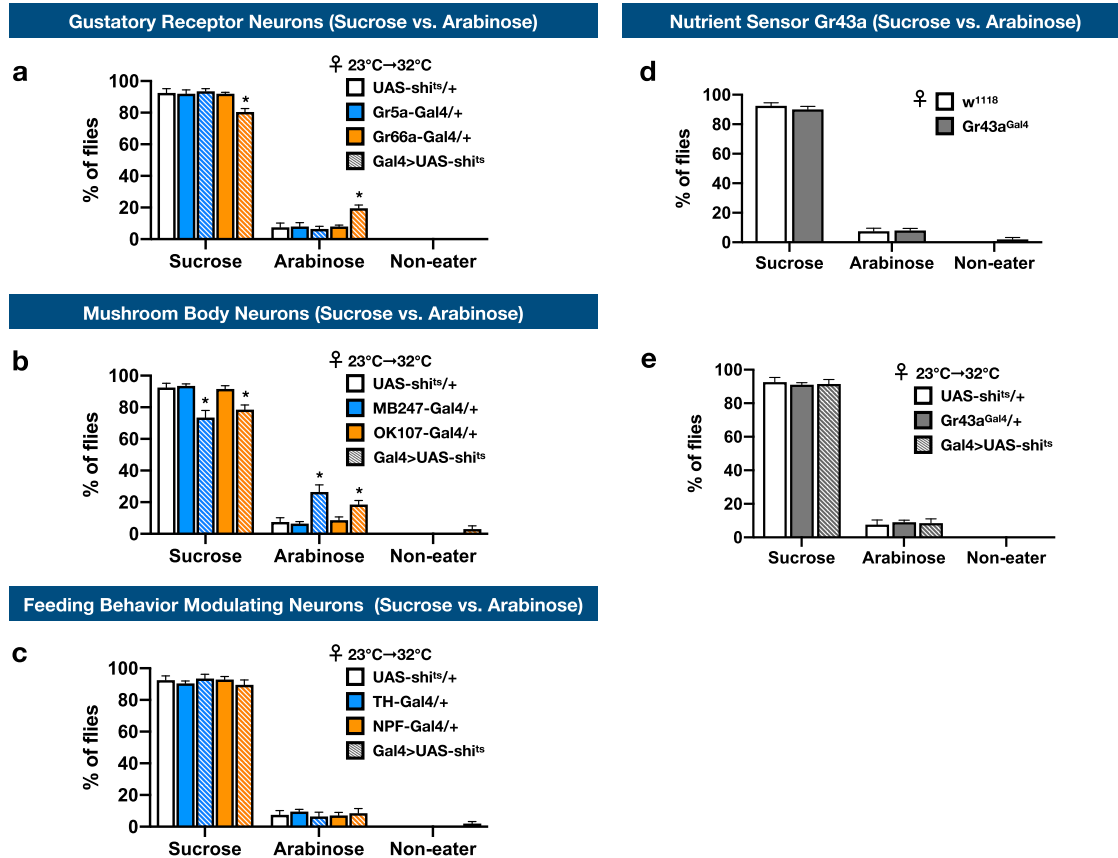 Gustatory Receptor Neurons (Sucrose vs. Arabinose)
a
♀ 23°C→32°C
UAS-shiᵗˢ/+
Gr5a-Gal4/+
Gr66a-Gal4/+
Gal4>UAS-shiᵗˢ
% of flies
100
80
60
40
20
0
*
*
Sucrose Arabinose Non-eater
Mushroom Body Neurons (Sucrose vs. Arabinose)
b
♀ 23°C→32°C
UAS-shiᵗˢ/+
MB247-Gal4/+
OK107-Gal4/+
Gal4>UAS-shiᵗˢ
% of flies
100
80
60
40
20
0
* *
* *
Sucrose Arabinose Non-eater
Feeding Behavior Modulating Neurons (Sucrose vs. Arabinose)
c
♀ 23°C→32°C
UAS-shiᵗˢ/+
TH-Gal4/+
NPF-Gal4/+
Gal4>UAS-shiᵗˢ
% of flies
100
80
60
40
20
0
Sucrose Arabinose Non-eater
Nutrient Sensor Gr43a (Sucrose vs. Arabinose)
d
♀ w¹¹¹⁸
Gr43aᴳᵃˡ⁴
% of flies
100
80
60
40
20
0
Sucrose Arabinose Non-eater
e
♀ 23°C→32°C
UAS-shiᵗˢ/+
Gr43aᴳᵃˡ⁴/+
Gal4>UAS-shiᵗˢ
% of flies
100
80
60
40
20
0
Sucrose Arabinose Non-eater